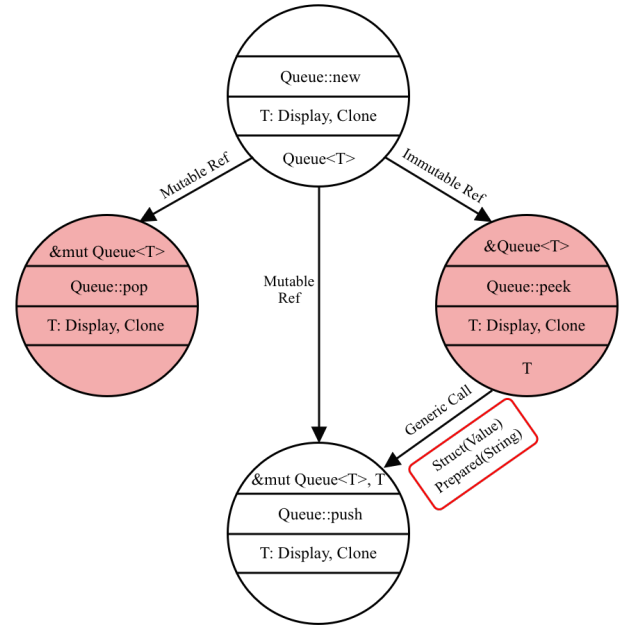 Queue::new
T: Display, Clone
Queue<T>
Mutable Ref
Immutable Ref
&mut Queue<T>
Queue::pop
T: Display, Clone
Mutable
Ref
&Queue<T>
Queue::peek
T: Display, Clone
T
Generic Call
Struct(Value)
Prepared(String)
&mut Queue<T>, T
Queue::push
T: Display, Clone